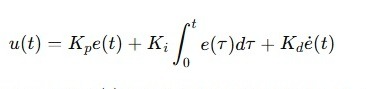 u(t) = K_p e(t) + K_i ∫_0^t e(τ)dτ + K_d ė(t)